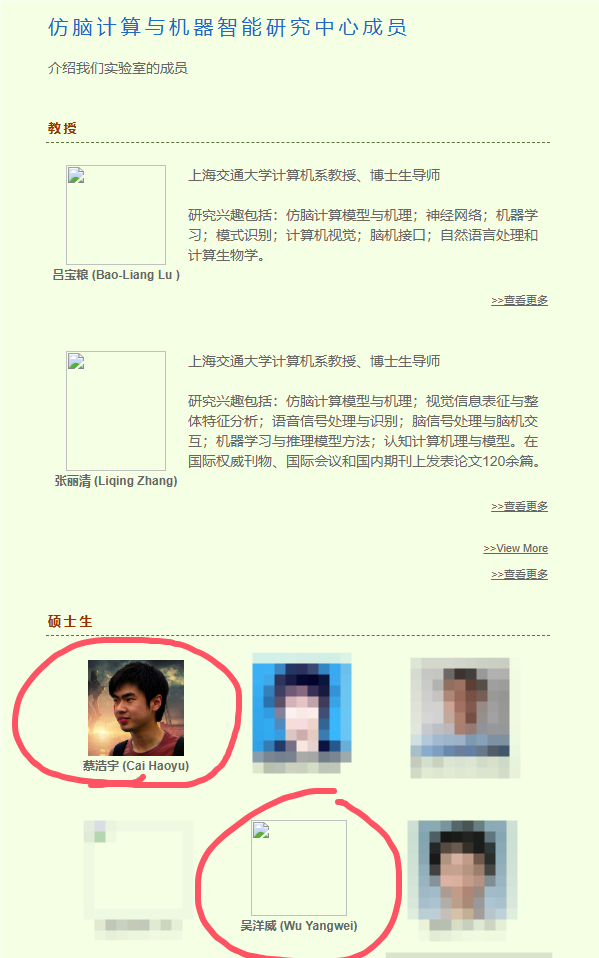 仿脑计算与机器智能研究中心成员
介绍我们实验室的成员
教授
上海交通大学计算机系教授、博士生导师
研究兴趣包括：仿脑计算模型与机理；神经网络；机器学
习；模式识别；计算机视觉；脑机接口；自然语言处理和
计算生物学。
吕宝粮 (Bao-Liang Lu )
>>查看更多
上海交通大学计算机系教授、博士生导师
研究兴趣包括：仿脑计算模型与机理；视觉信息表征与整
体特征分析；语音信号处理与识别；脑信号处理与脑机交
互；机器学习与推理模型方法；认知计算机理与模型。在
国际权威刊物、国际会议和国内期刊上发表论文120余篇。
张丽清 (Liqing Zhang)
>>查看更多
>>View More
>>查看更多
硕士生
蔡浩宇 (Cai Haoyu)
吴洋威 (Wu Yangwei)